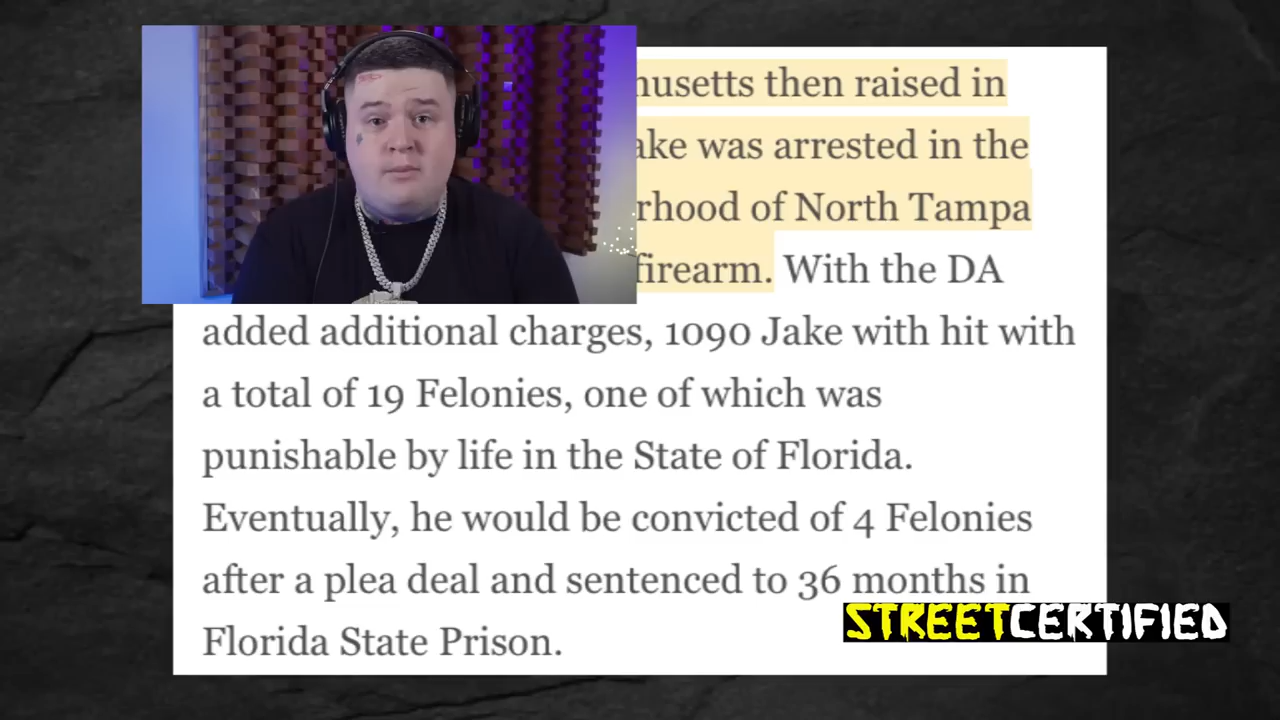 musetts then raised in
ake was arrested in the
rhood of North Tampa
firearm. With the DA
added additional charges, 1090 Jake with hit with
a total of 19 Felonies, one of which was
punishable by life in the State of Florida.
Eventually, he would be convicted of 4 Felonies
after a plea deal and sentenced to 36 months in
Florida State Prison.
STREETCERTIFIED